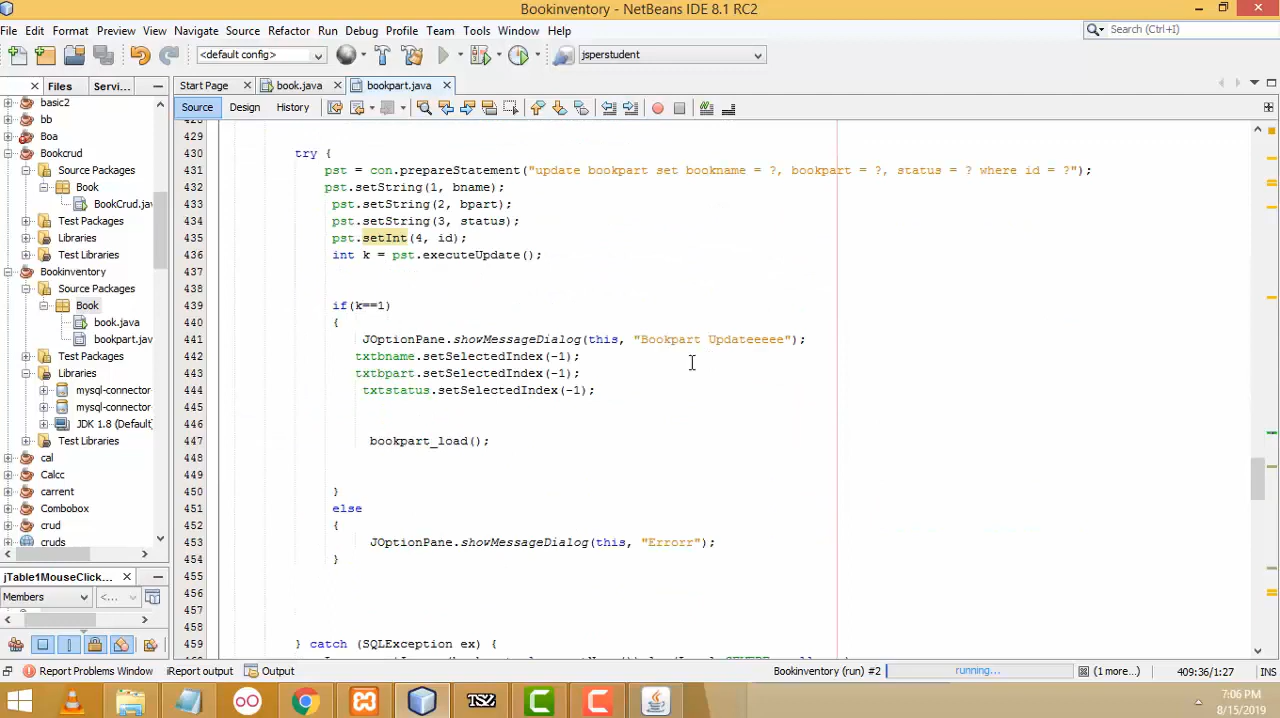 Bookinventory - NetBeans IDE 8.1 RC2
File Edit Format Preview View Navigate Source Refactor Run Debug Profile Team Tools Window Help
Search (Ctrl+I)
<default config>
jsperstudent
Files Servi...
Start Page book.java bookpart.java
Source Design History
basic2
bb
Boa
Bookcrud
Source Packages
Book
BookCrud.jav
Test Packages
Libraries
Test Libraries
Bookinventory
Source Packages
Book
book.java
bookpart.jav
Test Packages
Libraries
mysql-connector
mysql-connector
JDK 1.8 (Default)
Test Libraries
cal
Calcc
carrent
Combobox
crud
cruds
429
430 try {
431 pst = con.prepareStatement("update bookpart set bookname = ?, bookpart = ?, status = ? where id = ?");
432 pst.setString(1, bname);
433 pst.setString(2, bpart);
434 pst.setString(3, status);
435 pst.setInt(4, id);
436 int k = pst.executeUpdate();
437
438
439 if(k==1)
440 {
441 JOptionPane.showMessageDialog(this, "Bookpart Updateeeee");
442 txtbname.setSelectedIndex(-1);
443 txtbpart.setSelectedIndex(-1);
444 txtstatus.setSelectedIndex(-1);
445
446
447 bookpart_load();
448
449
450 }
451 else
452 {
453 JOptionPane.showMessageDialog(this, "Errorr");
454 }
455
456
457
458
459 } catch (SQLException ex) {
jTable1MouseClick...
Members <...
Report Problems Window iReport output Output
Bookinventory (run) #2 running... (1 more...) 409:36/1:27 INS
TS2
7:06 PM
8/15/2019